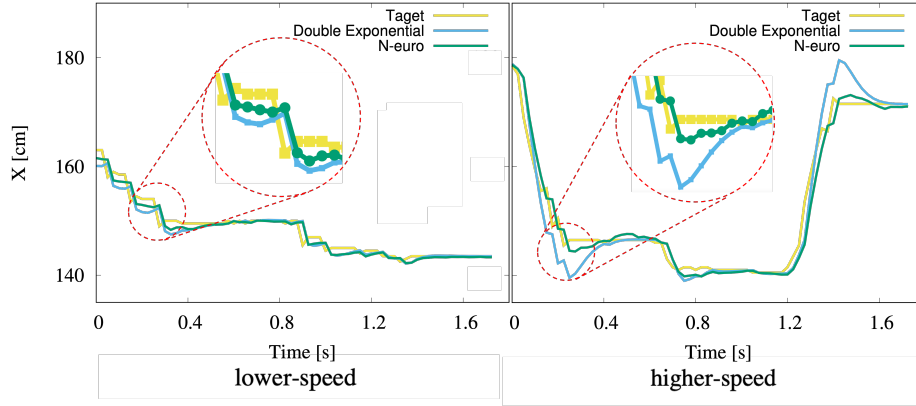 Taget
Double Exponential
N-euro
Taget
Double Exponential
N-euro
180
160
140
X [cm]
0 0.4 0.8 1.2 1.6
0 0.4 0.8 1.2 1.6
Time [s]
Time [s]
lower-speed
higher-speed